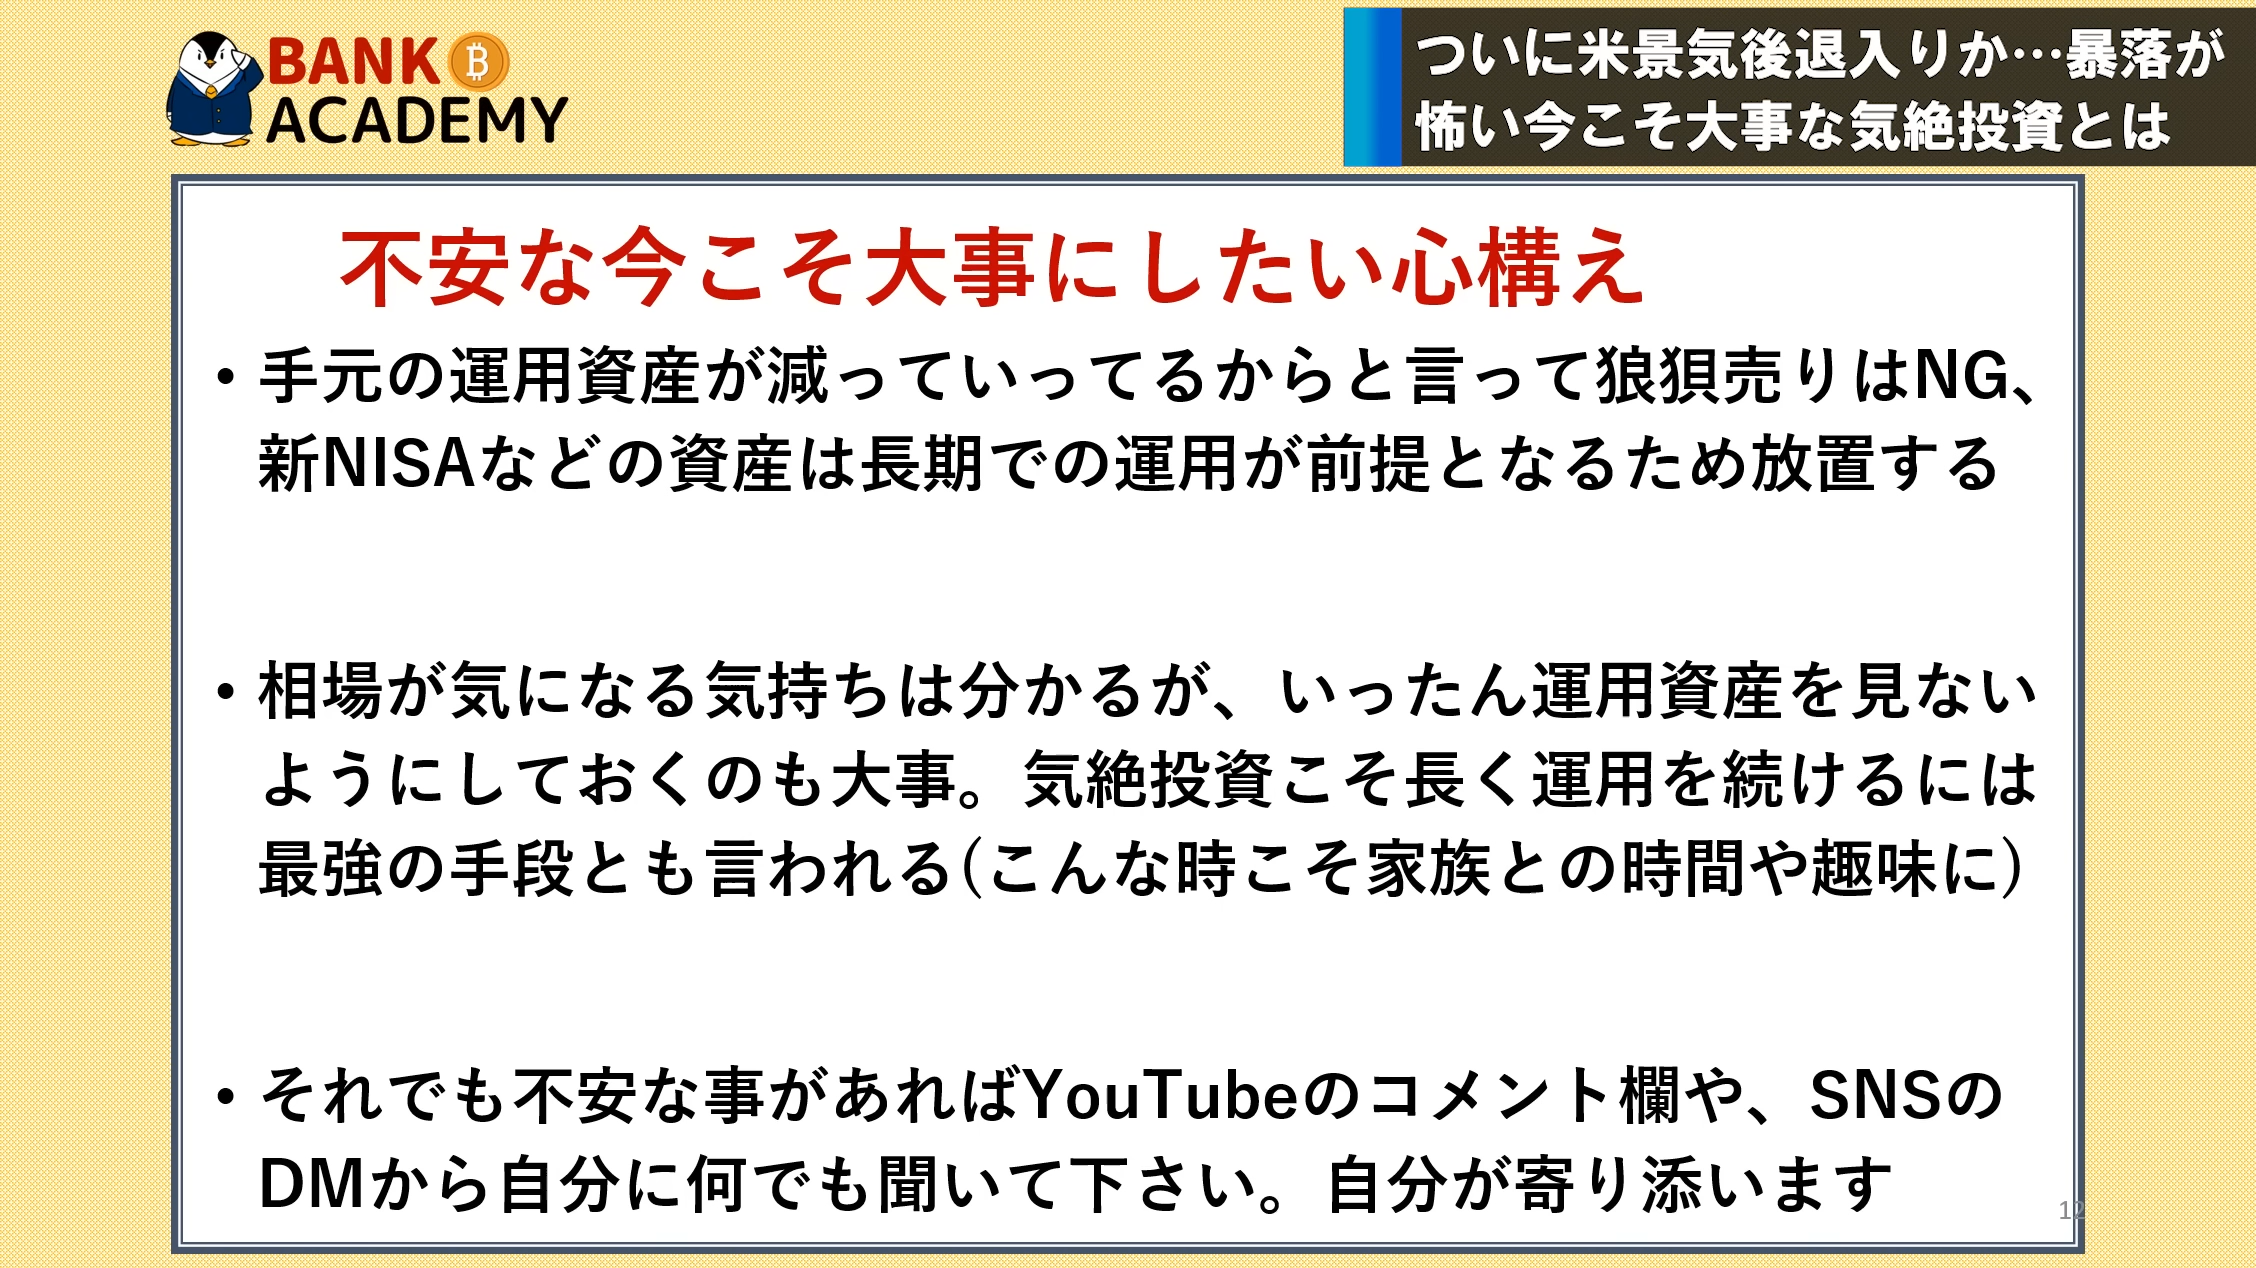 BANK
ACADEMY
ついに米景気後退入りか…暴落が
怖い今こそ大事な気絶投資とは
不安な今こそ大事にしたい心構え
・手元の運用資産が減っていってるからと言って狼狽売りはNG、
新NISAなどの資産は長期での運用が前提となるため放置する
・相場が気になる気持ちは分かるが、いったん運用資産を見ない
ようにしておくのも大事。気絶投資こそ長く運用を続けるには
最強の手段とも言われる(こんな時こそ家族との時間や趣味に)
・それでも不安な事があればYouTubeのコメント欄や、SNSの
DMから自分に何でも聞いて下さい。自分が寄り添います
12